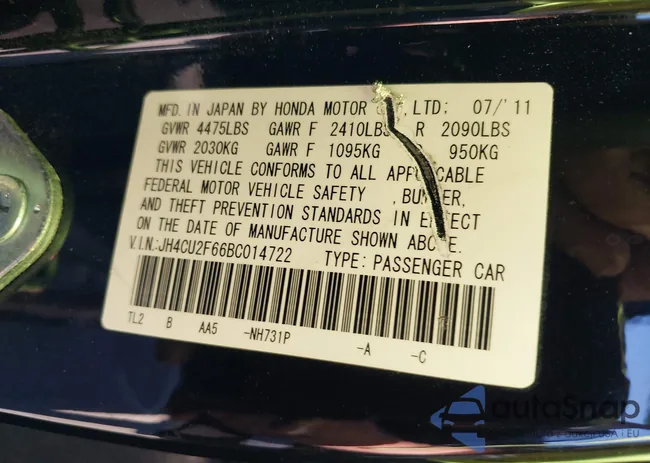 MFD. IN JAPAN BY HONDA MOTOR , LTD: 07/'11
GVWR 4475LBS GAWR F 2410LBS R 2090LBS
GVWR 2030KG GAWR F 1095KG 950KG
THIS VEHICLE CONFORMS TO ALL APPLICABLE
FEDERAL MOTOR VEHICLE SAFETY , BUMPER,
AND THEFT PREVENTION STANDARDS IN EFFECT
ON THE DATE OF MANUFACTURE SHOWN ABOVE.
V.I.N.:JH4CU2F66BC014722 TYPE: PASSENGER CAR
TL2 B AA5 -NH731P -A -C
autoSnap